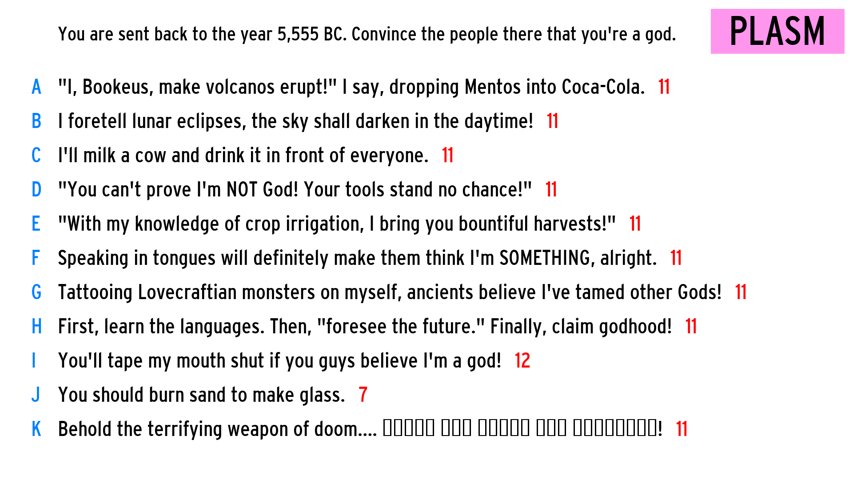 You are sent back to the year 5,555 BC. Convince the people there that you're a god.
PLASM
A "I, Bookeus, make volcanos erupt!" I say, dropping Mentos into Coca-Cola. 11
B I foretell lunar eclipses, the sky shall darken in the daytime! 11
C I'll milk a cow and drink it in front of everyone. 11
D "You can't prove I'm NOT God! Your tools stand no chance!" 11
E "With my knowledge of crop irrigation, I bring you bountiful harvests!" 11
F Speaking in tongues will definitely make them think I'm SOMETHING, alright. 11
G Tattooing Lovecraftian monsters on myself, ancients believe I've tamed other Gods! 11
H First, learn the languages. Then, "foresee the future." Finally, claim godhood! 11
I You'll tape my mouth shut if you guys believe I'm a god! 12
J You should burn sand to make glass. 7
K Behold the terrifying weapon of doom.... ! 11